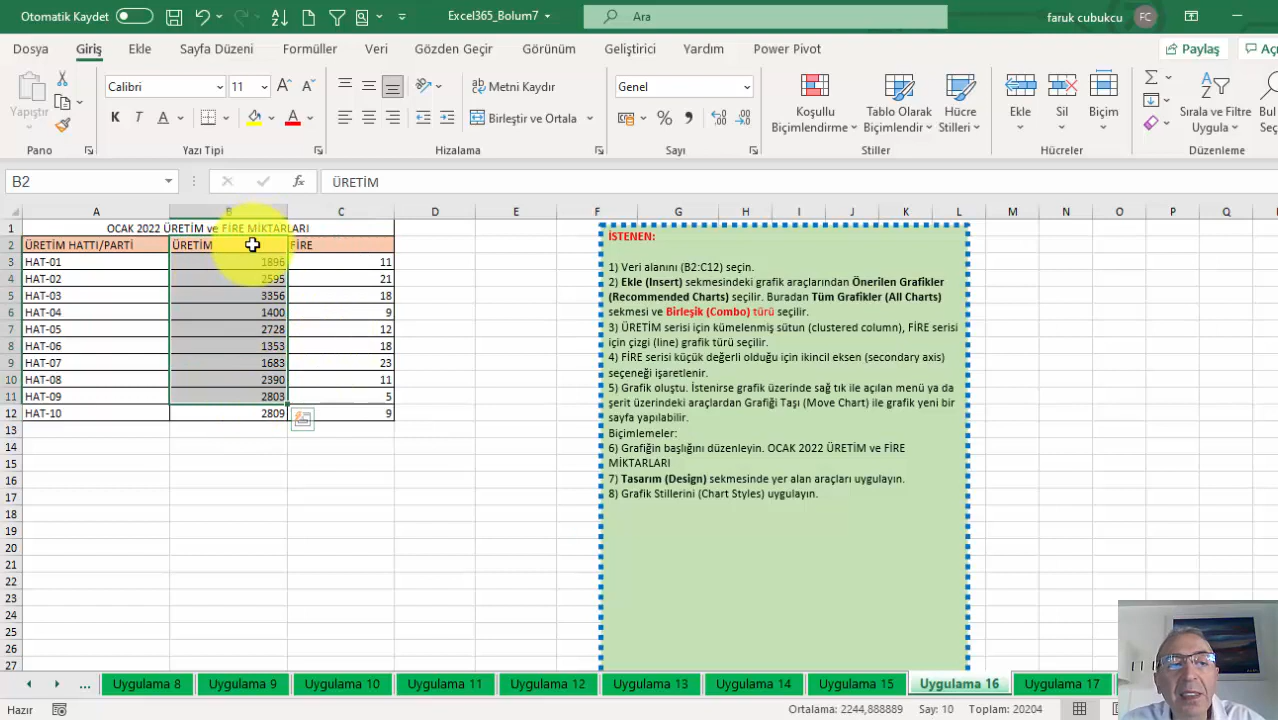 Otomatik Kaydet
Excel365_Bolum7
Ara
faruk cubukcu
FC
Dosya
Giriş
Ekle
Sayfa Düzeni
Formüller
Veri
Gözden Geçir
Görünüm
Geliştirici
Yardım
Power Pivot
Paylaş
Yapıştır
Calibri
11
Metni Kaydır
Genel
K T A
Birleştir ve Ortala
Koşullu
Biçimlendirme
Tablo Olarak
Biçimlendir
Hücre
Stilleri
Ekle
Sil
Biçim
Sırala ve Filtre
Uygula
Pano
Yazı Tipi
Hizalama
Sayı
Stiller
Hücreler
Düzenleme
B2
fx
ÜRETİM
A B C D E F G H I J K L M N O P Q R
1 OCAK 2022 ÜRETİM ve FİRE MİKTARLARI
2 ÜRETİM HATTI/PARTİ ÜRETİM FİRE
3 HAT-01 1896 11
4 HAT-02 2595 21
5 HAT-03 3356 18
6 HAT-04 1400 9
7 HAT-05 2728 12
8 HAT-06 1353 18
9 HAT-07 1683 23
10 HAT-08 2390 11
11 HAT-09 2803 5
12 HAT-10 2809 9
13
14
15
16
17
18
19
20
21
22
23
24
25
26
27
İSTENEN:
1) Veri alanını (B2:C12) seçin.
2) Ekle (Insert) sekmesindeki grafik araçlarından Önerilen Grafikler
(Recommended Charts) seçilir. Buradan Tüm Grafikler (All Charts)
sekmesi ve Birleşik (Combo) türü seçilir.
3) ÜRETİM serisi için kümelenmiş sütun (clustered column), FİRE serisi
için çizgi (line) grafik türü seçilir.
4) FİRE serisi küçük değerli olduğu için ikincil eksen (secondary axis)
seçeneği işaretlenir.
5) Grafik oluştu. İstenirse grafik üzerinde sağ tık ile açılan menü ya da
şerit üzerindeki araçlardan Grafiği Taşı (Move Chart) ile grafik yeni bir
sayfa yapılabilir.
Biçimlemeler:
6) Grafiğin başlığını düzenleyin. OCAK 2022 ÜRETİM ve FİRE
MİKTARLARI
7) Tasarım (Design) sekmesinde yer alan araçları uygulayın.
8) Grafik Stillerini (Chart Styles) uygulayın.
... Uygulama 8 Uygulama 9 Uygulama 10 Uygulama 11 Uygulama 12 Uygulama 13 Uygulama 14 Uygulama 15 Uygulama 16 Uygulama 17
Hazır
Ortalama: 2244,888889 Say: 10 Toplam: 20204